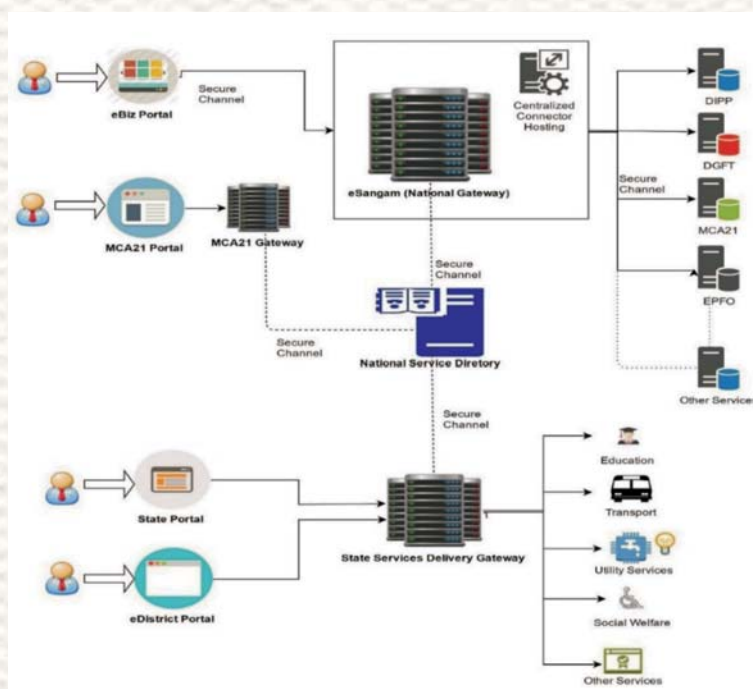 eBiz Portal
Secure
Channel
eSangam (National Gateway)
Centralized
Connector
Hosting
DIPP
DGFT
Secure
Channel
MCA21
EPFO
Other Services
MCA21 Portal
MCA21 Gateway
Secure
Channel
Secure
Channel
National Service Diretory
Secure
Channel
State Portal
eDistrict Portal
State Services Delivery Gateway
Education
Transport
Utility Services
Social Welfare
Other Services